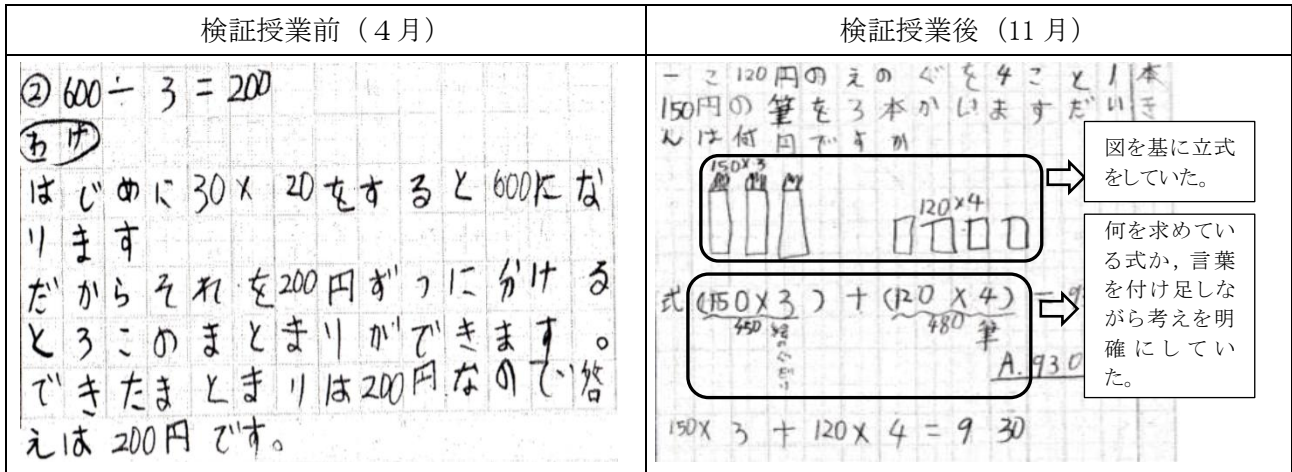 検証授業前（４月）
② 600÷ 3 = 200
わけ
はじめに30× 20をすると600にな
ります
だからそれを200円ずつに分ける
と3このまとまりができます。
できたまとまりは200円なので答
えは 200円です。
検証授業後（11 月）
一こ120円のえのぐを4こと1本
150円の筆を3本かいますだいき
んは何円ですか
150×3
120×4
式 (150×3 ) + (120 ×4) = 9
450
480 筆
A. 930
150× 3 + 120× 4 = 9 30
図を基に立式
をしていた。
何を求めてい
る式か，言葉
を付け足しな
がら考えを明
確にしてい
た。